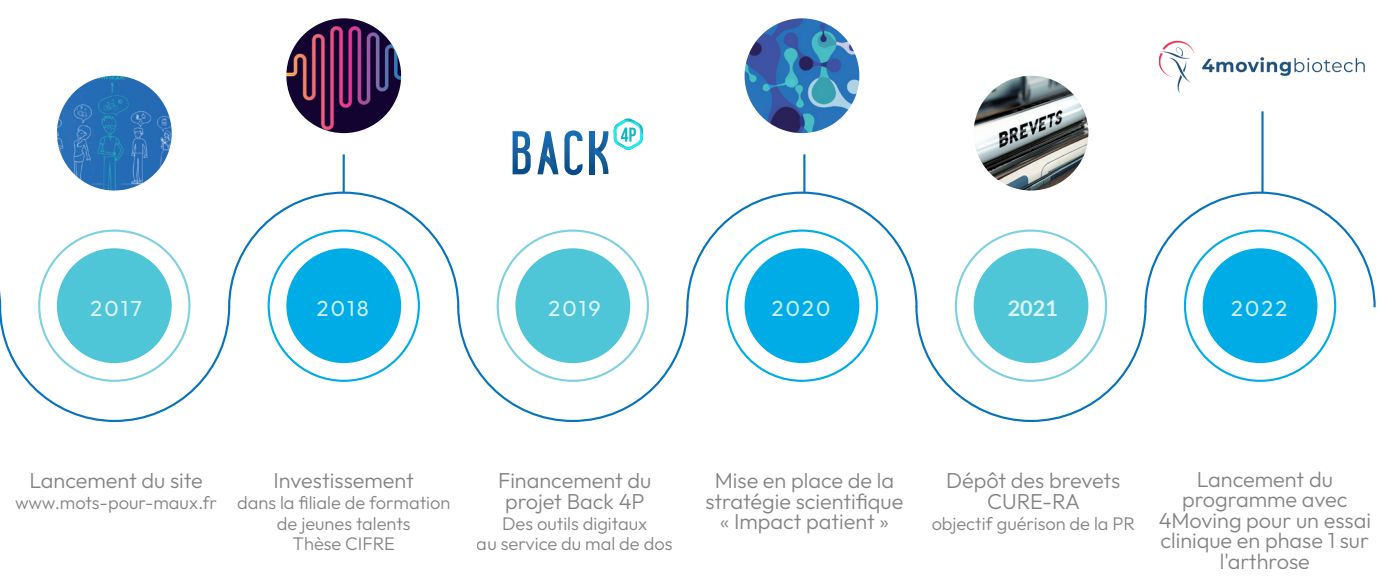 4movingbiotech
BREVETS
BACK 4P
2017
2018
2019
2020
2021
2022
Lancement du site
www.mots-pour-maux.fr
Investissement
dans la filiale de formation
de jeunes talents
Thèse CIFRE
Financement du
projet Back 4P
Des outils digitaux
au service du mal de dos
Mise en place de la
stratégie scientifique
« Impact patient »
Dépôt des brevets
CURE-RA
objectif guérison de la PR
Lancement du
programme avec
4Moving pour un essai
clinique en phase 1 sur
l'arthrose